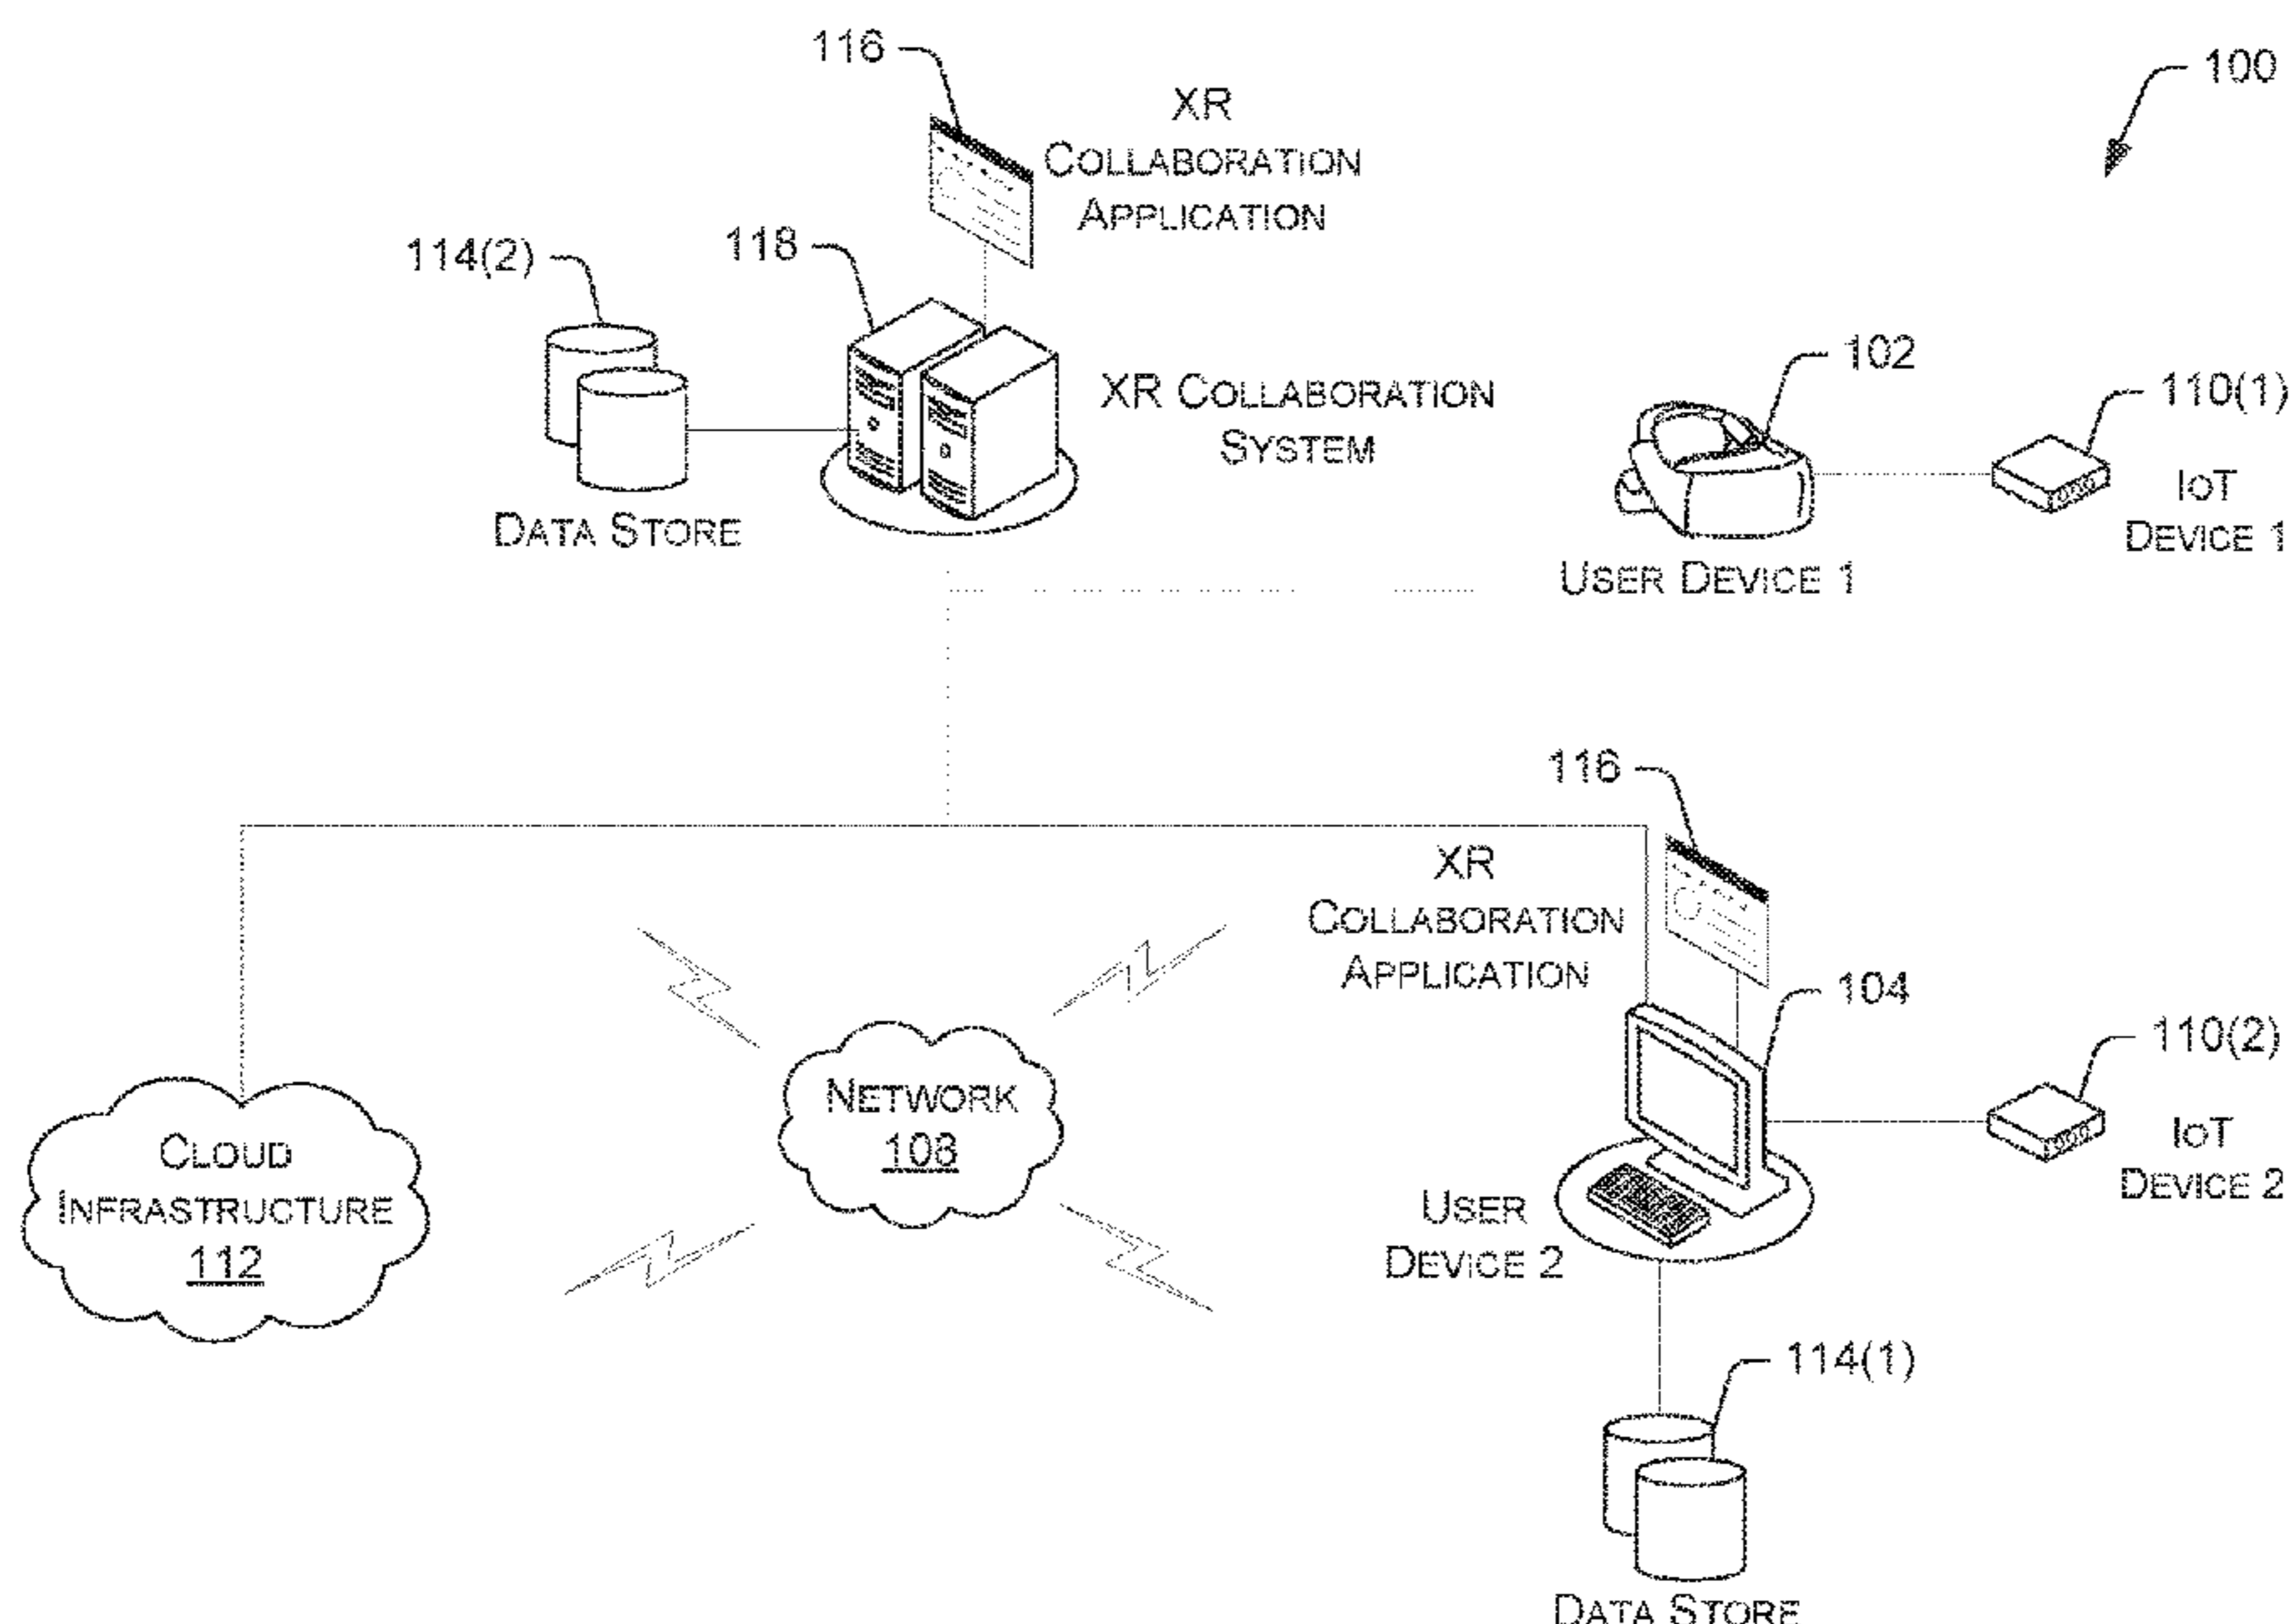 116
100
XR
COLLABORATION
APPLICATION
114(2)
118
102
110(1)
XR COLLABORATION
SYSTEM
IOT
DEVICE 1
DATA STORE
USER DEVICE 1
116
XR
COLLABORATION
APPLICATION
104
110(2)
NETWORK
108
IOT
DEVICE 2
CLOUD
INFRASTRUCTURE
112
USER
DEVICE 2
114(1)
DATA STORE